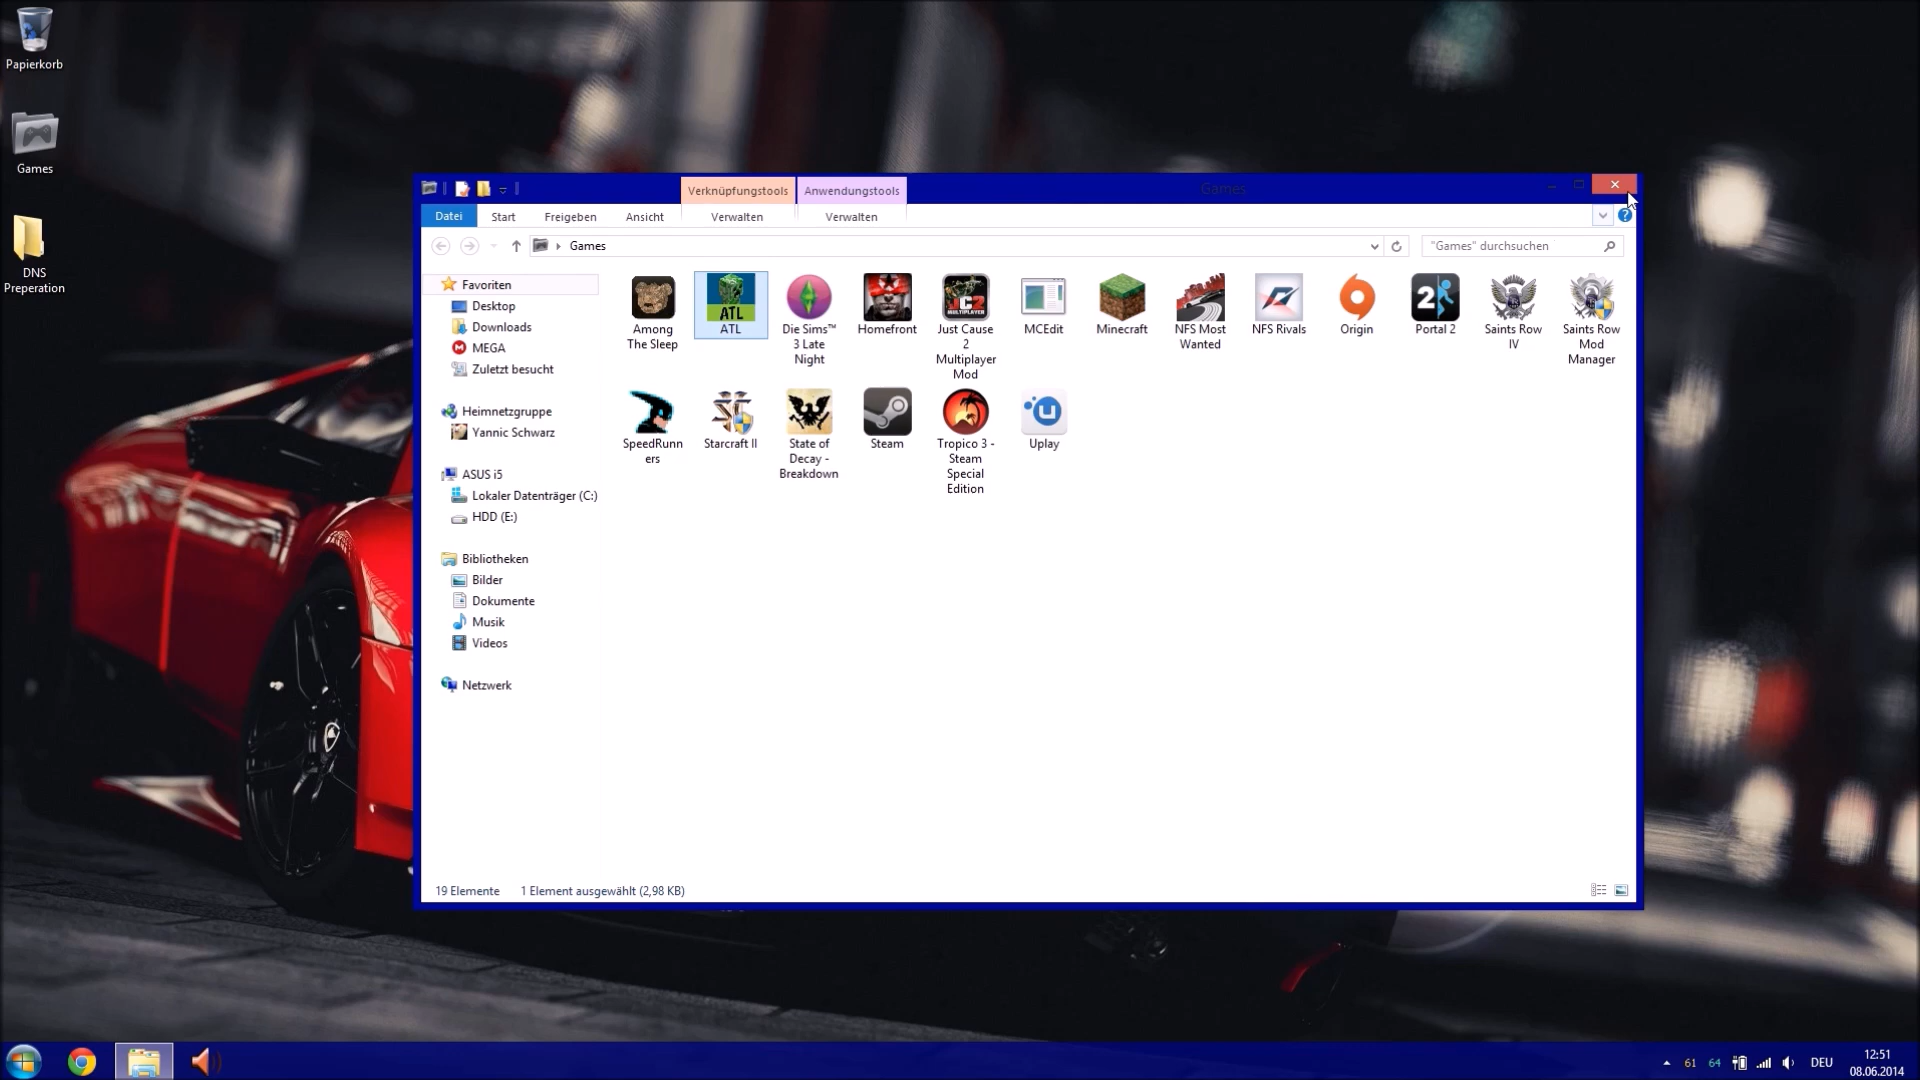 Papierkorb
Games
DNS
Preperation
Verknüpfungstools
Anwendungstools
Games
Datei
Start
Freigeben
Ansicht
Verwalten
Verwalten
Games
"Games" durchsuchen
Favoriten
Desktop
Downloads
MEGA
Zuletzt besucht
Heimnetzgruppe
Yannic Schwarz
ASUS i5
Lokaler Datenträger (C:)
HDD (E:)
Bibliotheken
Bilder
Dokumente
Musik
Videos
Netzwerk
Among
The Sleep
ATL
ATL
Die Sims™
3 Late
Night
Homefront
JC2
MULTIPLAYER
Just Cause
2
Multiplayer
Mod
MCEdit
Minecraft
NFS Most
Wanted
NFS Rivals
Origin
2
Portal 2
Saints Row
IV
Saints Row
Mod
Manager
SpeedRunn
ers
Starcraft II
State of
Decay -
Breakdown
Steam
Tropico 3 -
Steam
Special
Edition
Uplay
19 Elemente
1 Element ausgewählt (2,98 KB)
61
64
DEU
12:51
08.06.2014